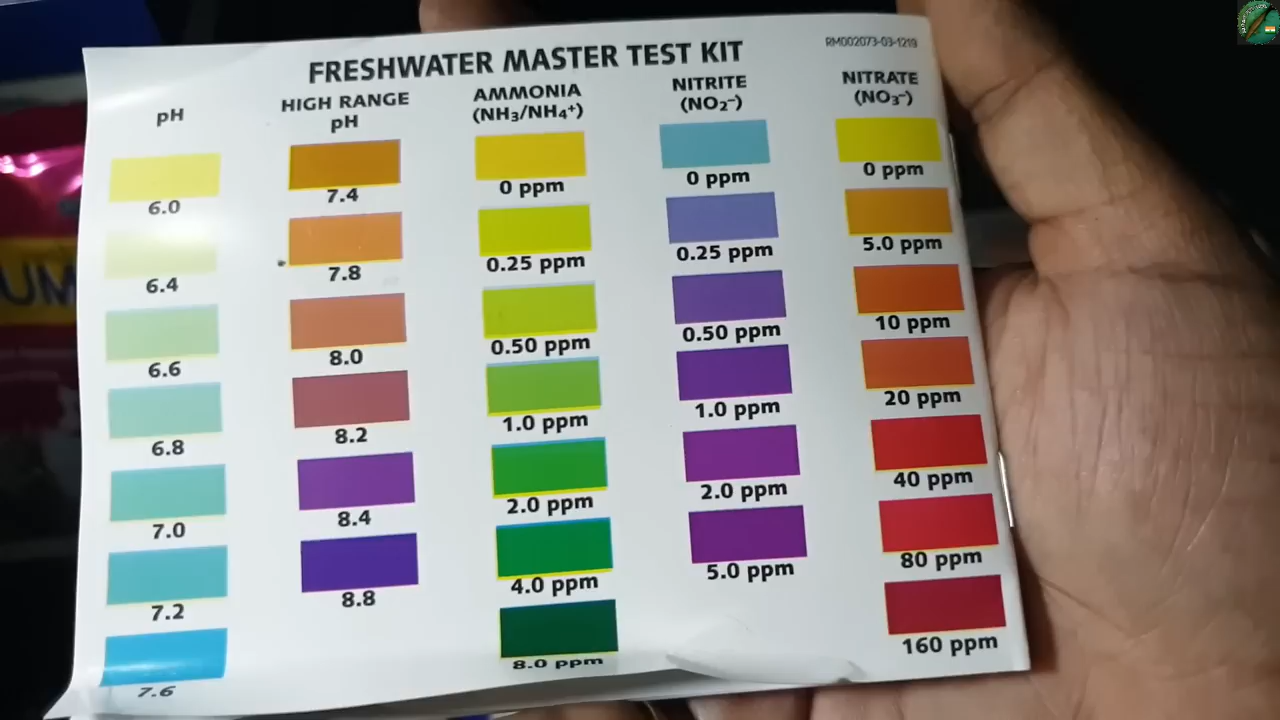 FRESHWATER MASTER TEST KIT
RM002073-03-1219
pH
6.0
6.4
6.6
6.8
7.0
7.2
7.6
HIGH RANGE
pH
7.4
7.8
8.0
8.2
8.4
8.8
AMMONIA
(NH₃/NH₄⁺)
0 ppm
0.25 ppm
0.50 ppm
1.0 ppm
2.0 ppm
4.0 ppm
8.0 ppm
NITRITE
(NO₂⁻)
0 ppm
0.25 ppm
0.50 ppm
1.0 ppm
2.0 ppm
5.0 ppm
NITRATE
(NO₃⁻)
0 ppm
5.0 ppm
10 ppm
20 ppm
40 ppm
80 ppm
160 ppm
UM